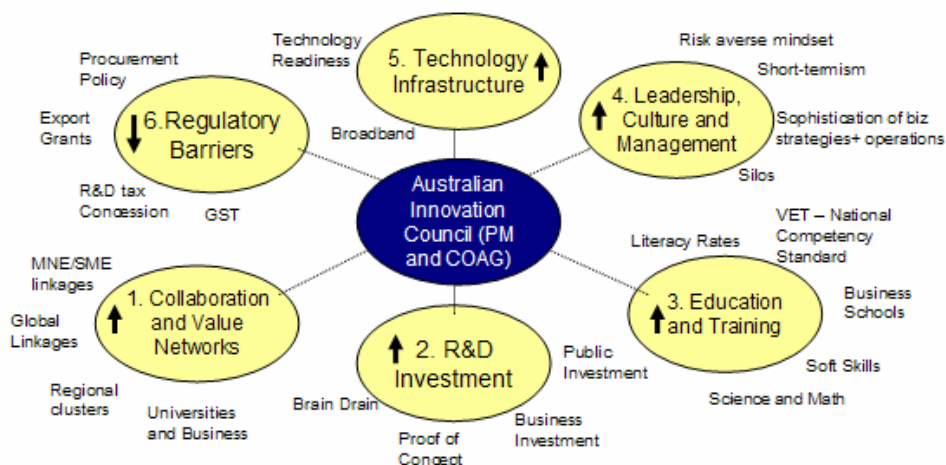 Procurement
Policy
Export
Grants
6.Regulatory
Barriers
R&D tax
Concession
GST
Technology
Readiness
5. Technology
Infrastructure
Broadband
Risk averse mindset
Short-termism
4. Leadership,
Culture and
Management
Sophistication of biz
strategies+ operations
Silos
Australian
Innovation
Council (PM
and COAG)
MNE/SME
linkages
Global
Linkages
1. Collaboration
and Value
Networks
Regional
clusters
Universities
and Business
2. R&D
Investment
Brain Drain
Proof of
Concept
Business
Investment
Public
Investment
VET – National
Competency
Standard
Literacy Rates
3. Education
and Training
Business
Schools
Soft Skills
Science and Math